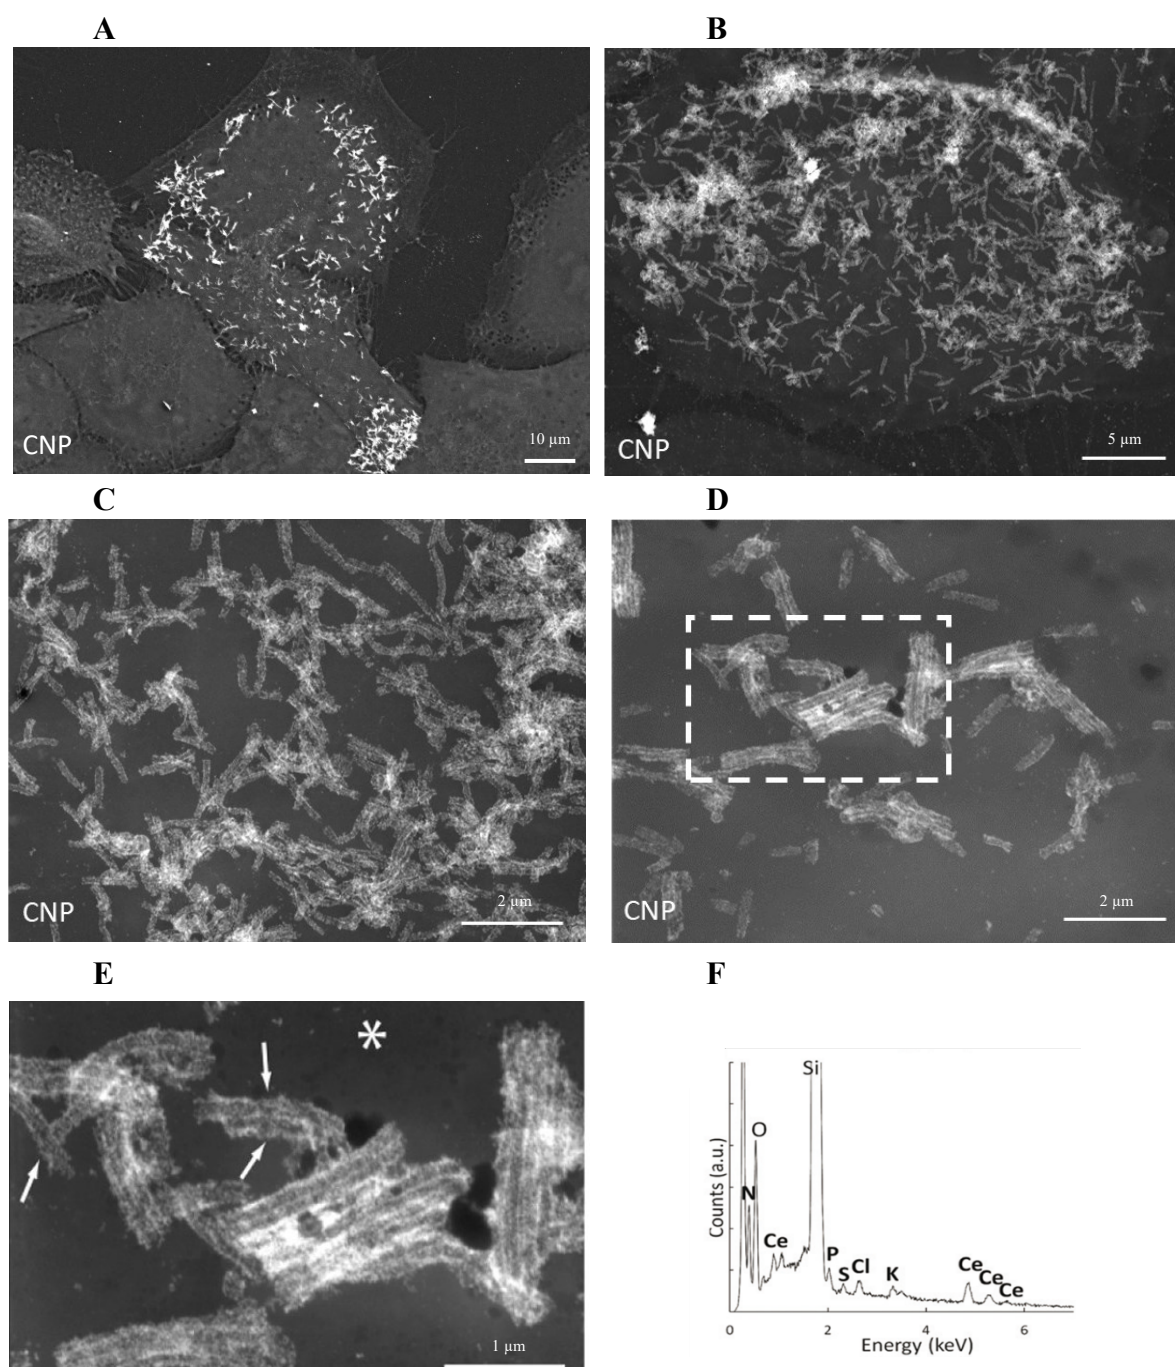 A
B
CNP
10 µm
CNP
5 µm
C
D
CNP
2 µm
CNP
2 µm
E
F
*
1 µm
Si
O
N
Ce
P
S
Cl
K
Ce
Ce
Ce
Counts (a.u.)
0
2
4
6
Energy (keV)